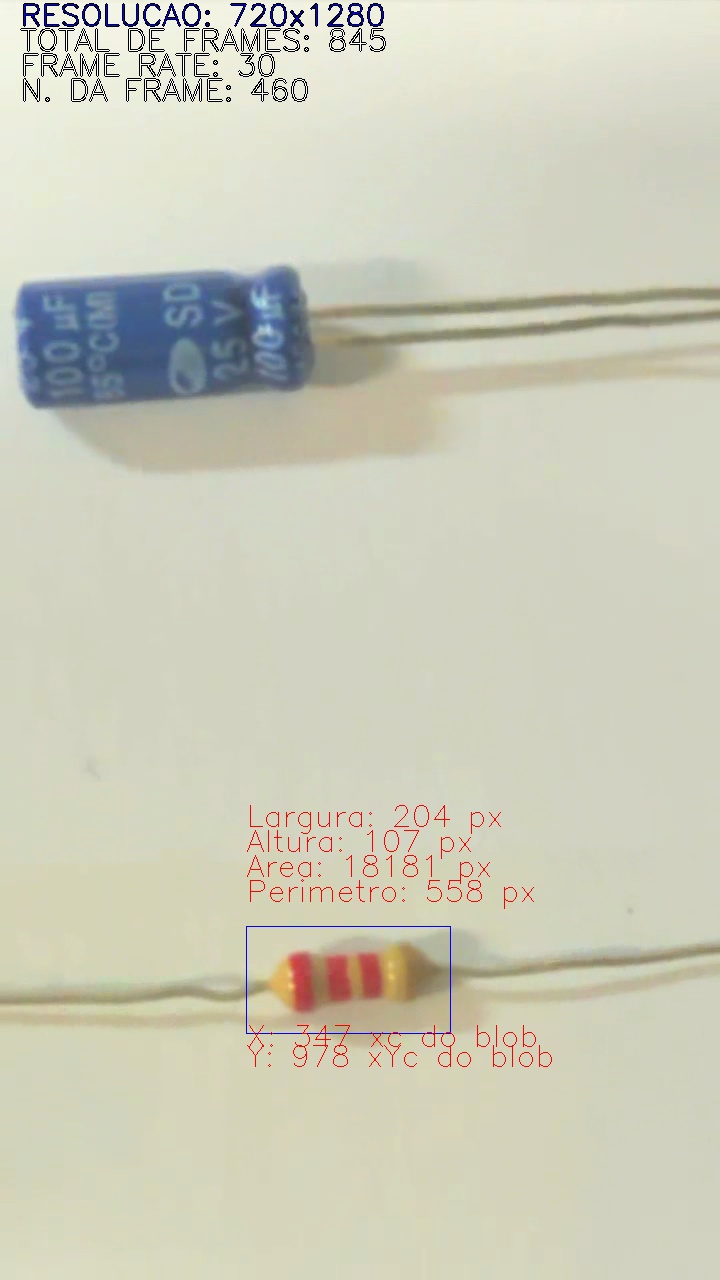 RESOLUCAO: 720x1280
TOTAL DE FRAMES: 845
FRAME RATE: 30
N. DA FRAME: 460
100 µF
85°C(M)
SD
25 V
100 µF
Largura: 204 px
Altura: 107 px
Area: 18181 px
Perimetro: 558 px
X: 347 xc do blob
Y: 978 xYc do blob